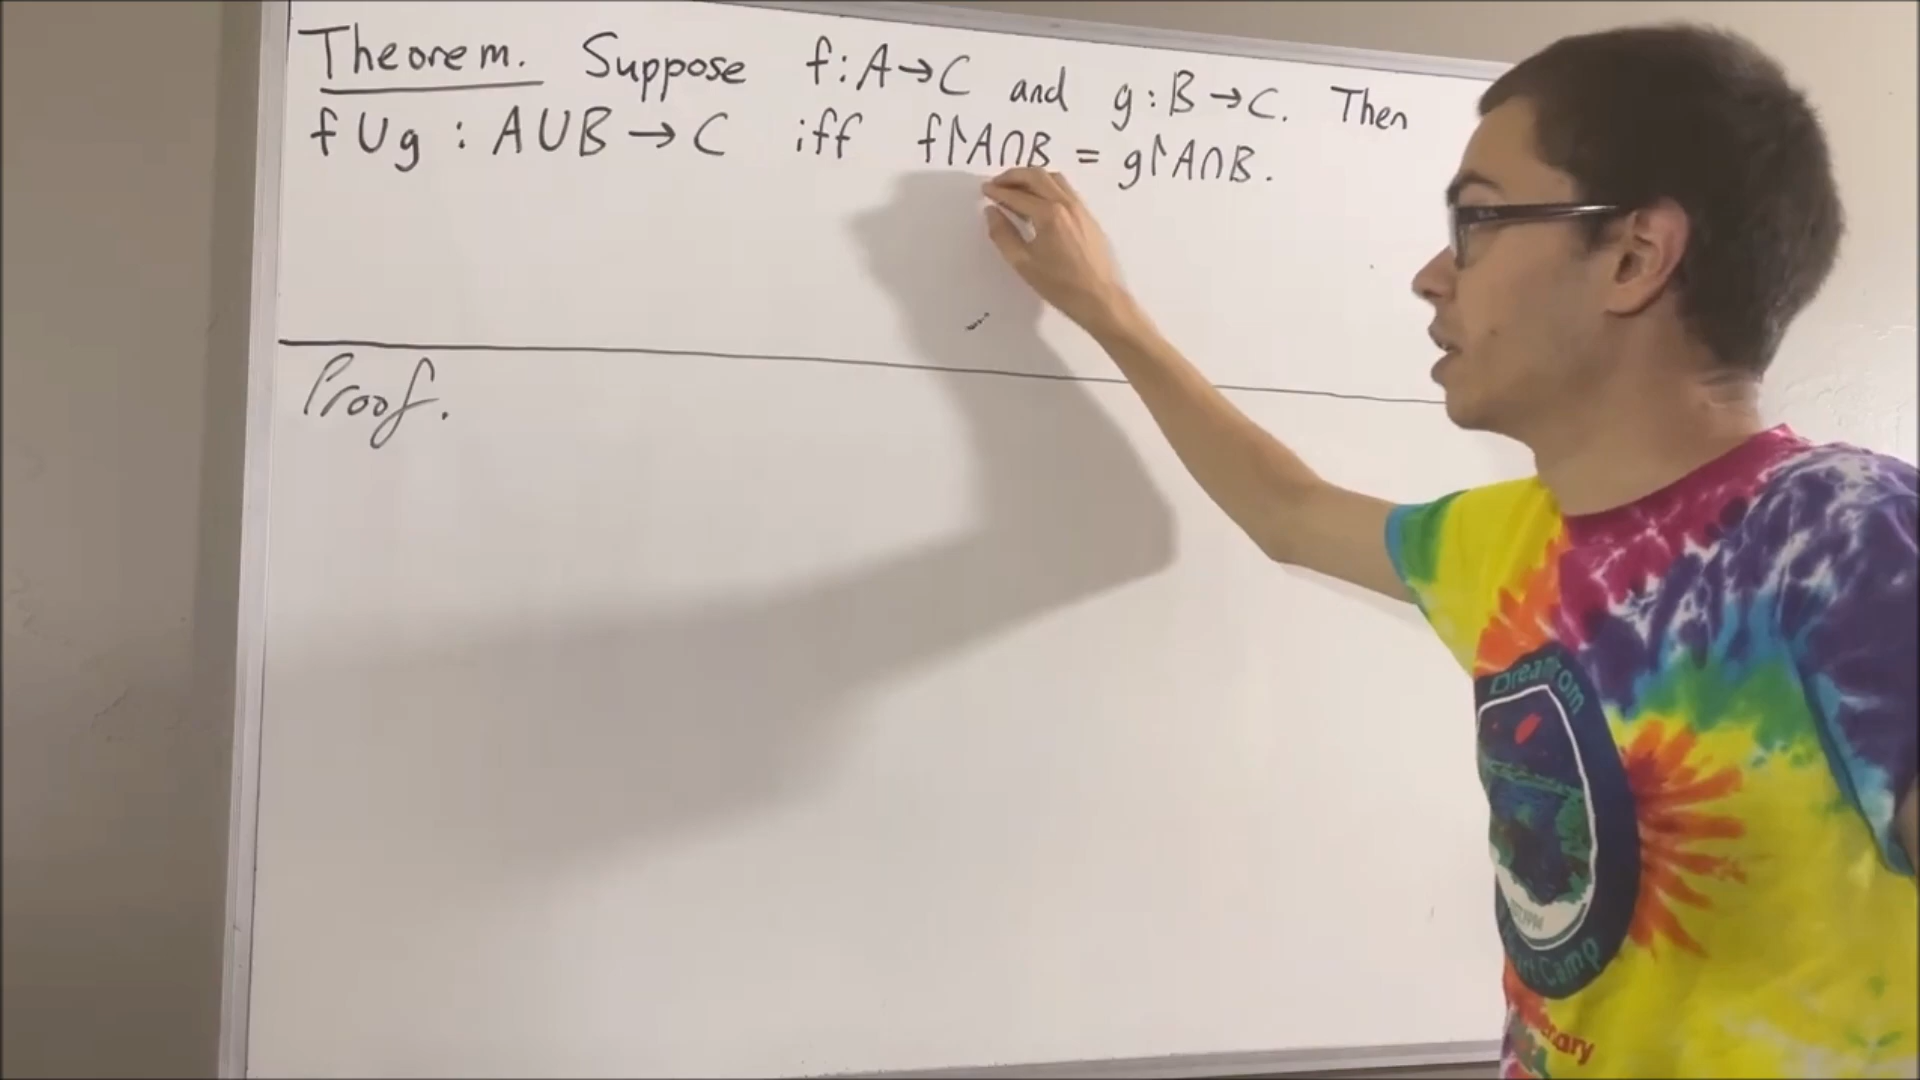 Theorem. Suppose f:A→C and g:B→C. Then
f∪g : A∪B → C iff f↾A∩B = g↾A∩B.
Proof.